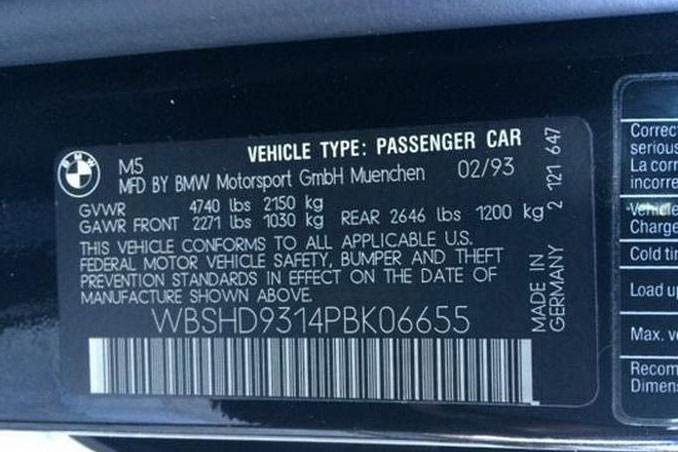 BMW
VEHICLE TYPE: PASSENGER CAR
M5
MFD BY BMW Motorsport GmbH Muenchen 02/93
GVWR 4740 lbs 2150 kg
GAWR FRONT 2271 lbs 1030 kg REAR 2646 lbs 1200 kg
THIS VEHICLE CONFORMS TO ALL APPLICABLE U.S.
FEDERAL MOTOR VEHICLE SAFETY, BUMPER AND THEFT
PREVENTION STANDARDS IN EFFECT ON THE DATE OF
MANUFACTURE SHOWN ABOVE.
WBSHD9314PBK06655
2 121 647
MADE IN
GERMANY
Correc
serious
La corr
incorre
Vehicle
Charge
Cold tir
Load u
Max. v
Recom
Dimen